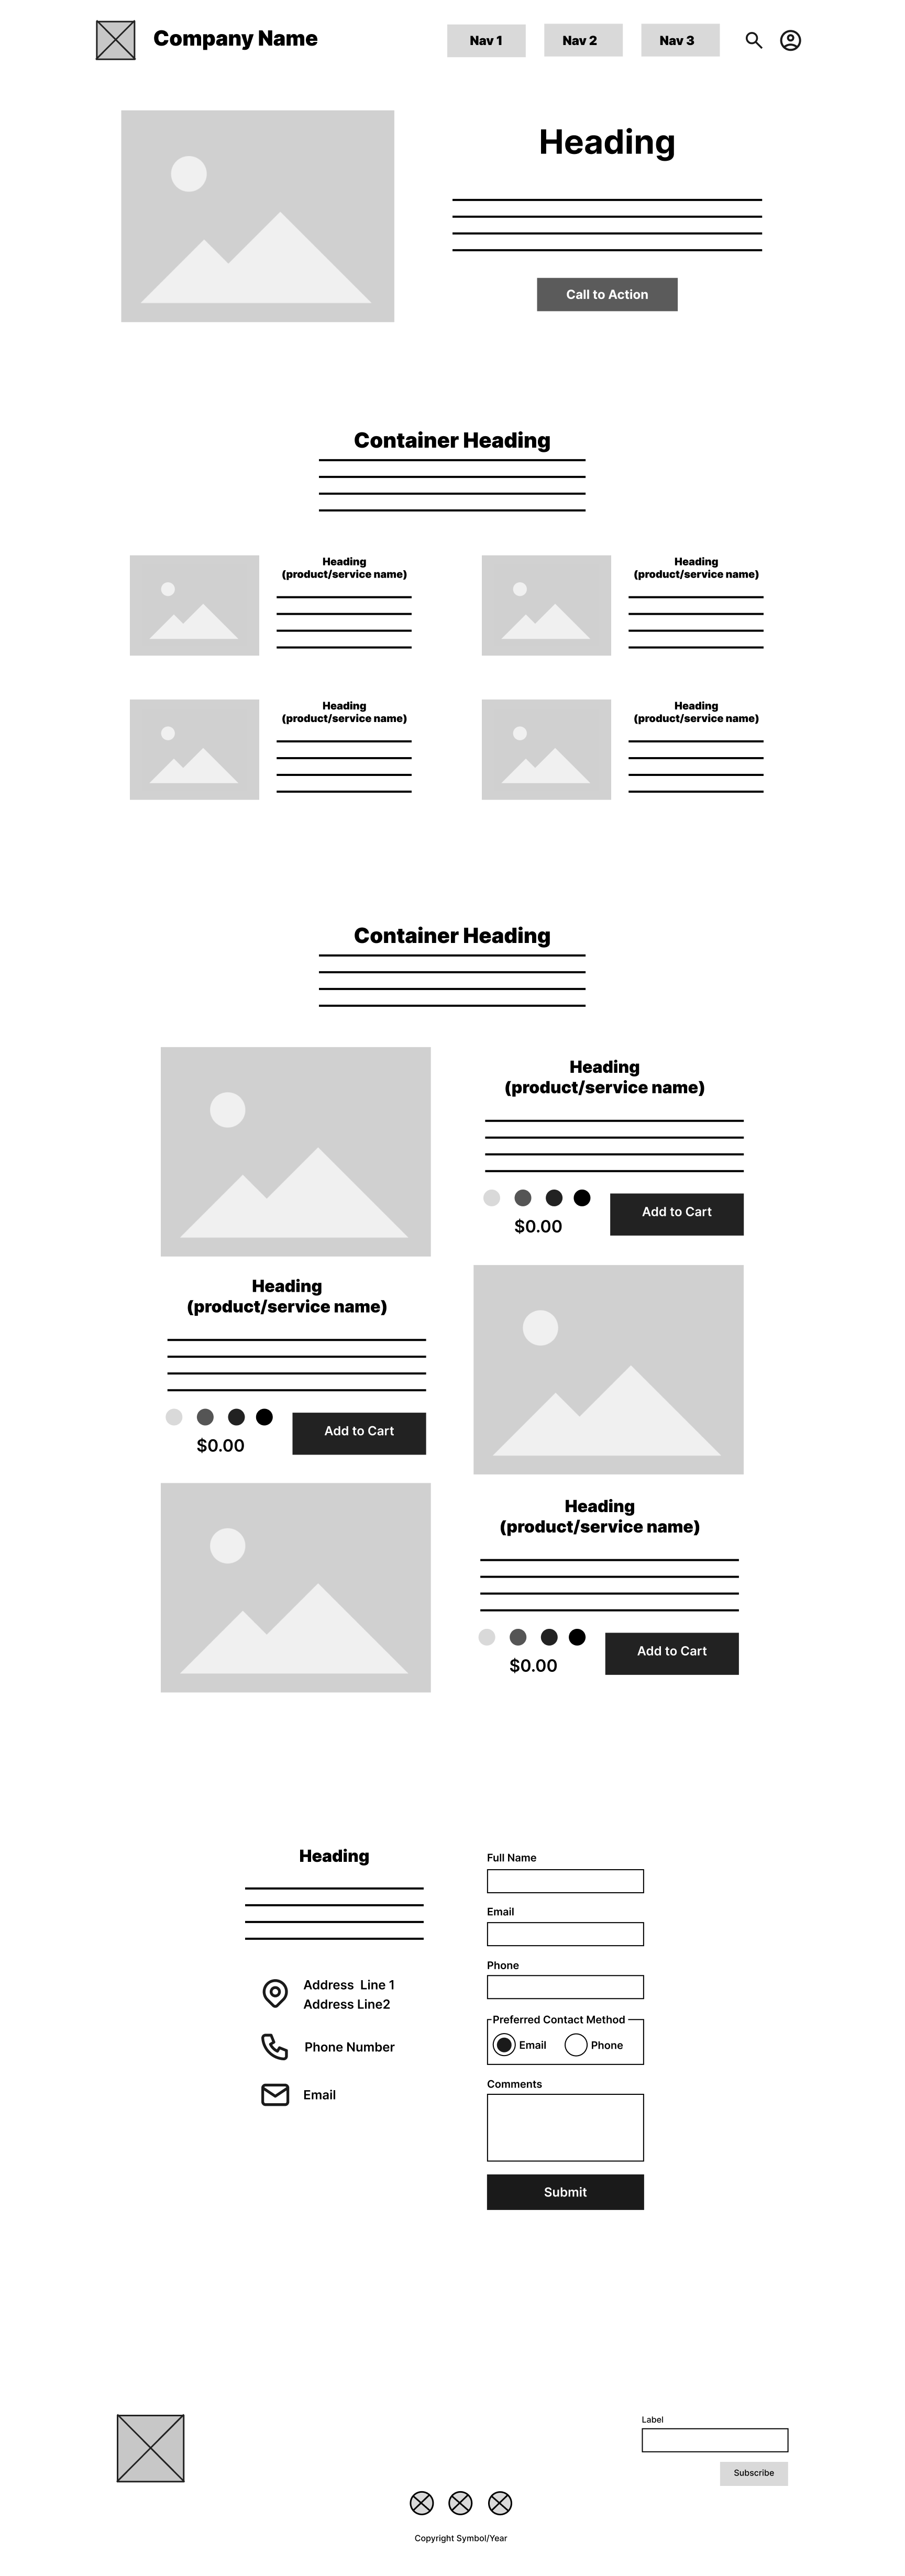 Company Name
Nav 1
Nav 2
Nav 3
Heading
Call to Action
Container Heading
Heading
(product/service name)
Heading
(product/service name)
Heading
(product/service name)
Heading
(product/service name)
Container Heading
Heading
(product/service name)
$0.00
Add to Cart
Heading
(product/service name)
$0.00
Add to Cart
Heading
(product/service name)
$0.00
Add to Cart
Heading
Address  Line 1
Address Line2
Phone Number
Email
Full Name
Email
Phone
Preferred Contact Method
Email
Phone
Comments
Submit
Label
Subscribe
Copyright Symbol/Year